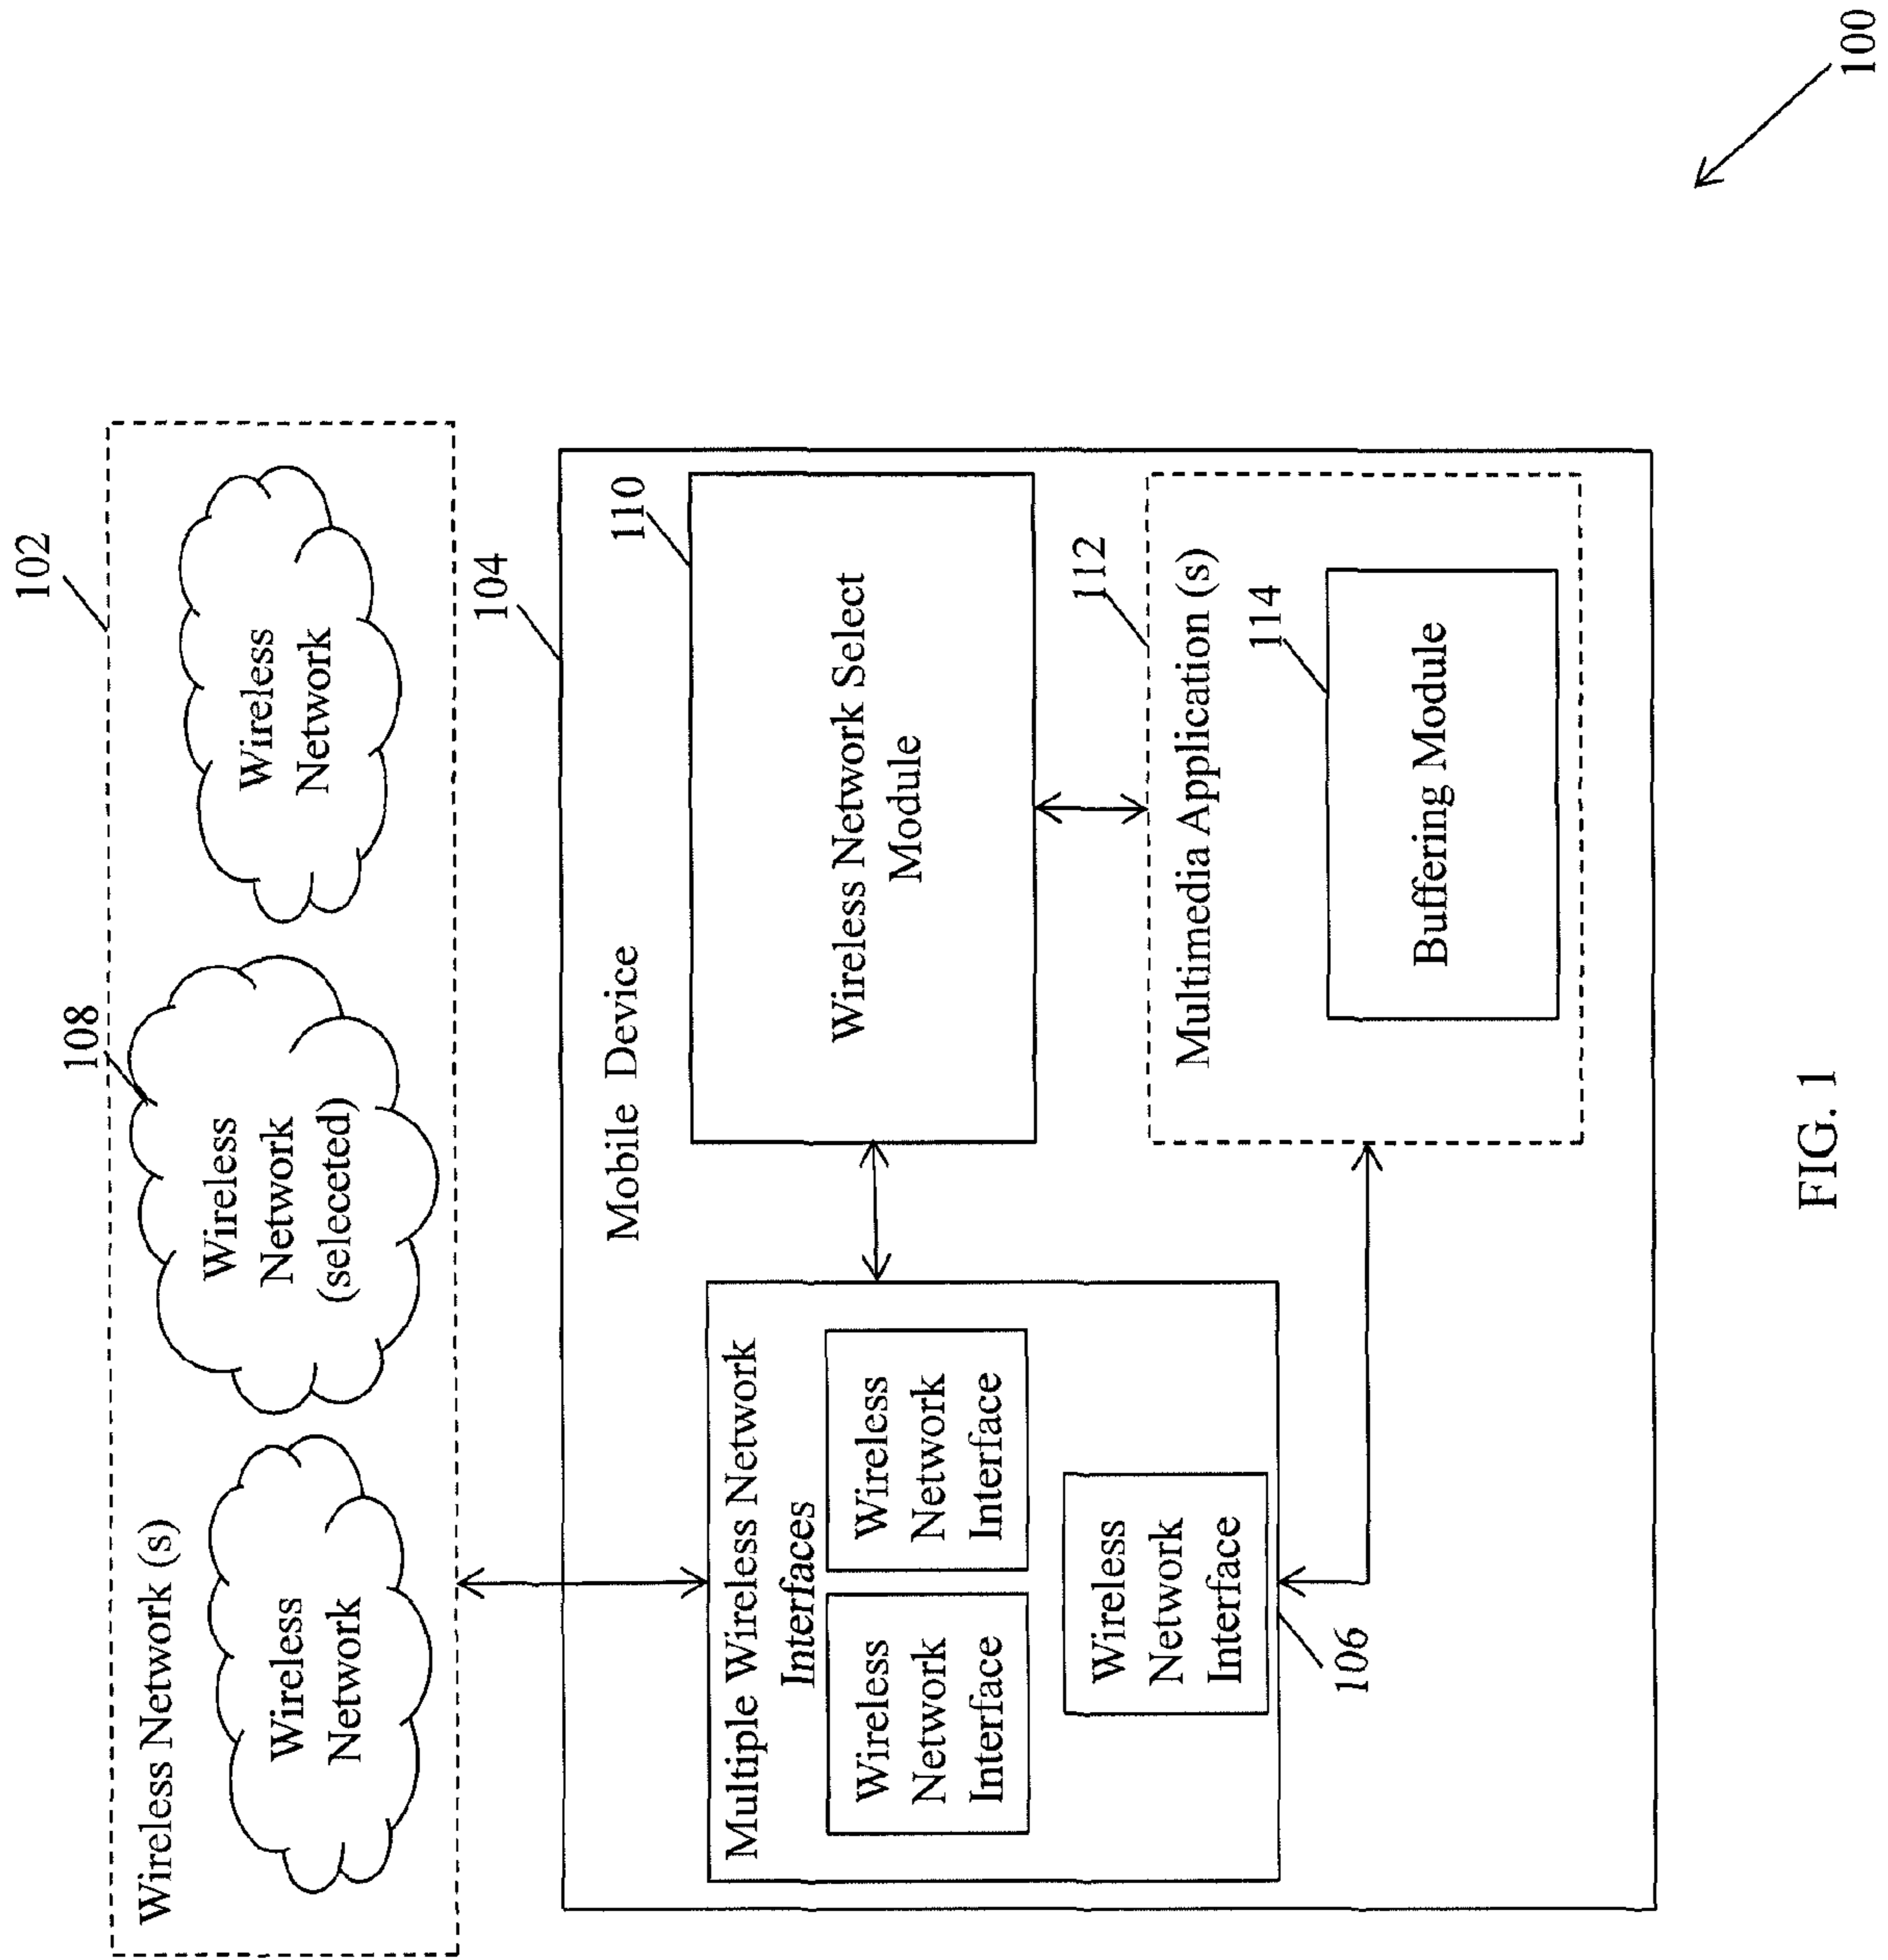 102
Wireless Network (s)
Wireless
Network
108
Wireless
Network
(seleceted)
Wireless
Network
104
Mobile Device
Multiple Wireless Network
Interfaces
Wireless
Network
Interface
Wireless
Network
Interface
Wireless
Network
Interface
106
110
Wireless Network Select
Module
112
Multimedia Application (s)
114
Buffering Module
100
FIG. 1